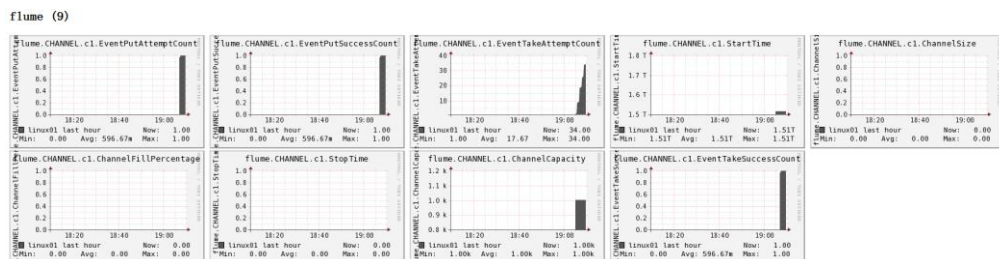 flume (9)
flume.CHANNEL.c1.EventPutAttemptCount
1.0
0.8
0.6
0.4
0.2
0.0
18:20 18:40 19:00
linux01 last hour Now: 1.00
Min: 0.00 Avg: 596.67m Max: 1.00
flume.CHANNEL.c1.EventPutSuccessCount
1.0
0.8
0.6
0.4
0.2
0.0
18:20 18:40 19:00
linux01 last hour Now: 1.00
Min: 0.00 Avg: 596.67m Max: 1.00
flume.CHANNEL.c1.EventTakeAttemptCount
40
30
20
10
18:20 18:40 19:00
linux01 last hour Now: 34.00
Min: 1.00 Avg: 17.67 Max: 34.00
flume.CHANNEL.c1.StartTime
1.8 T
1.7 T
1.6 T
1.5 T
18:20 18:40 19:00
linux01 last hour Now: 1.51T
Min: 1.51T Avg: 1.51T Max: 1.51T
flume.CHANNEL.c1.ChannelSize
1.0
0.8
0.6
0.4
0.2
0.0
18:20 18:40 19:00
linux01 last hour Now: 0.00
Min: 0.00 Avg: 0.00 Max: 0.00
flume.CHANNEL.c1.ChannelFillPercentage
1.0
0.8
0.6
0.4
0.2
0.0
18:20 18:40 19:00
linux01 last hour Now: 0.00
Min: 0.00 Avg: 0.00 Max: 0.00
flume.CHANNEL.c1.StopTime
1.0
0.8
0.6
0.4
0.2
0.0
18:20 18:40 19:00
linux01 last hour Now: 0.00
Min: 0.00 Avg: 0.00 Max: 0.00
flume.CHANNEL.c1.ChannelCapacity
1.2 k
1.1 k
1.0 k
0.9 k
0.8 k
18:20 18:40 19:00
linux01 last hour Now: 1.00k
Min: 1.00k Avg: 1.00k Max: 1.00k
flume.CHANNEL.c1.EventTakeSuccessCount
1.0
0.8
0.6
0.4
0.2
0.0
18:20 18:40 19:00
linux01 last hour Now: 1.00
Min: 0.00 Avg: 596.67m Max: 1.00